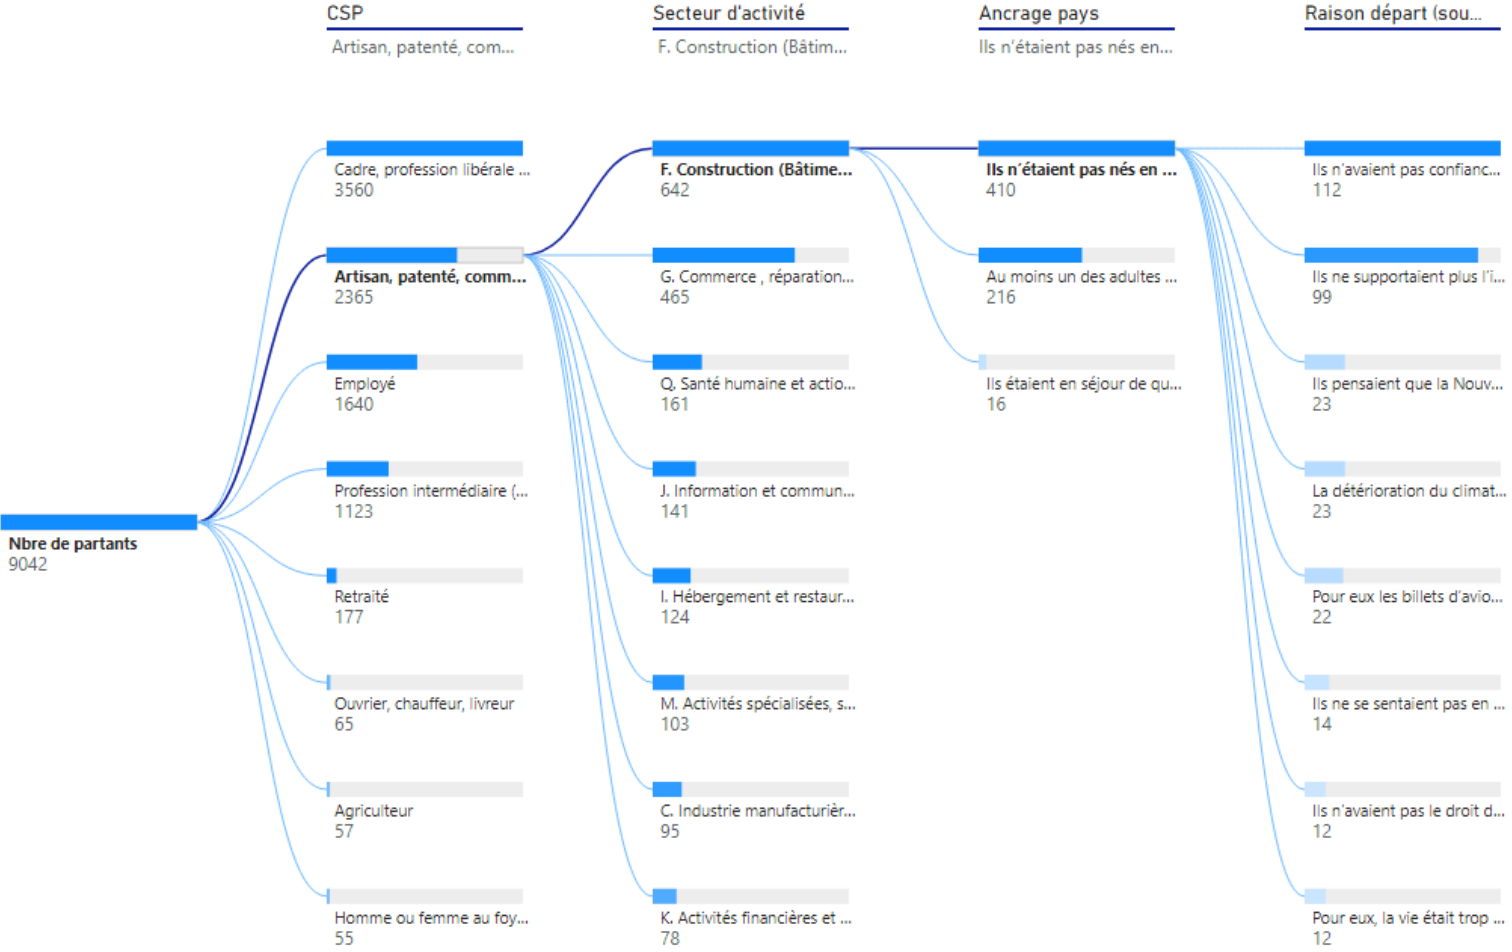 CSP
Artisan, patenté, com...
Secteur d'activité
F. Construction (Bâtim...
Ancrage pays
Ils n'étaient pas nés en...
Raison départ (sou...
Nbre de partants
9042
Cadre, profession libérale ...
3560
Artisan, patenté, comm...
2365
Employé
1640
Profession intermédiaire (...
1123
Retraité
177
Ouvrier, chauffeur, livreur
65
Agriculteur
57
Homme ou femme au foy...
55
F. Construction (Bâtime...
642
G. Commerce , réparation...
465
Q. Santé humaine et actio...
161
J. Information et commun...
141
I. Hébergement et restaur...
124
M. Activités spécialisées, s...
103
C. Industrie manufacturièr...
95
K. Activités financières et ...
78
Ils n'étaient pas nés en ...
410
Au moins un des adultes ...
216
Ils étaient en séjour de qu...
16
Ils n'avaient pas confianc...
112
Ils ne supportaient plus l'i...
99
Ils pensaient que la Nouv...
23
La détérioration du climat...
23
Pour eux les billets d'avio...
22
Ils ne se sentaient pas en ...
14
Ils n'avaient pas le droit d...
12
Pour eux, la vie était trop ...
12